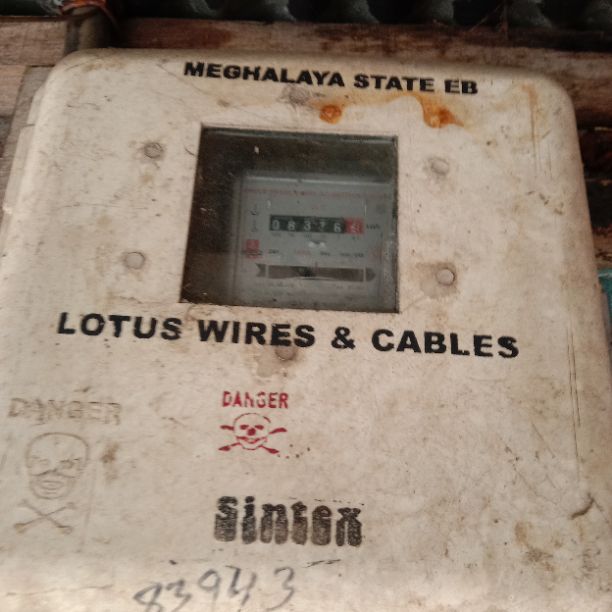 MEGHALAYA STATE EB
08376
LOTUS WIRES & CABLES
DANGER
DANGER
Sintex
83943